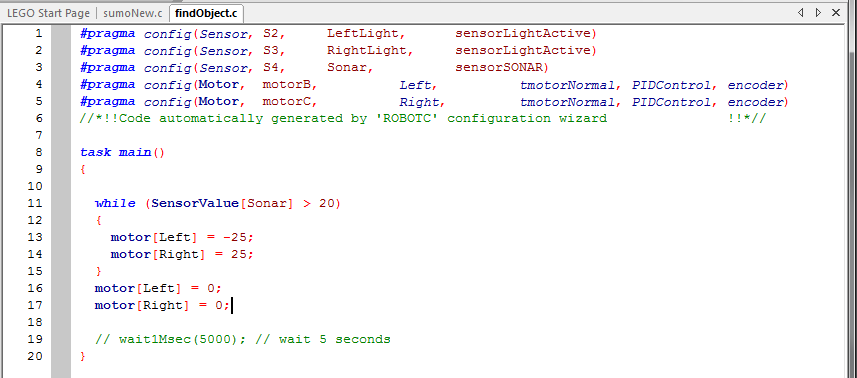 LEGO Start Page | sumoNew.c | findObject.c
1 #pragma config(Sensor, S2, LeftLight, sensorLightActive)
2 #pragma config(Sensor, S3, RightLight, sensorLightActive)
3 #pragma config(Sensor, S4, Sonar, sensorSONAR)
4 #pragma config(Motor, motorB, Left, tmotorNormal, PIDControl, encoder)
5 #pragma config(Motor, motorC, Right, tmotorNormal, PIDControl, encoder)
6 //*!!Code automatically generated by 'ROBOTC' configuration wizard !!*//
7
8 task main()
9 {
10
11 while (SensorValue[Sonar] > 20)
12 {
13 motor[Left] = -25;
14 motor[Right] = 25;
15 }
16 motor[Left] = 0;
17 motor[Right] = 0;
18
19 // wait1Msec(5000); // wait 5 seconds
20 }